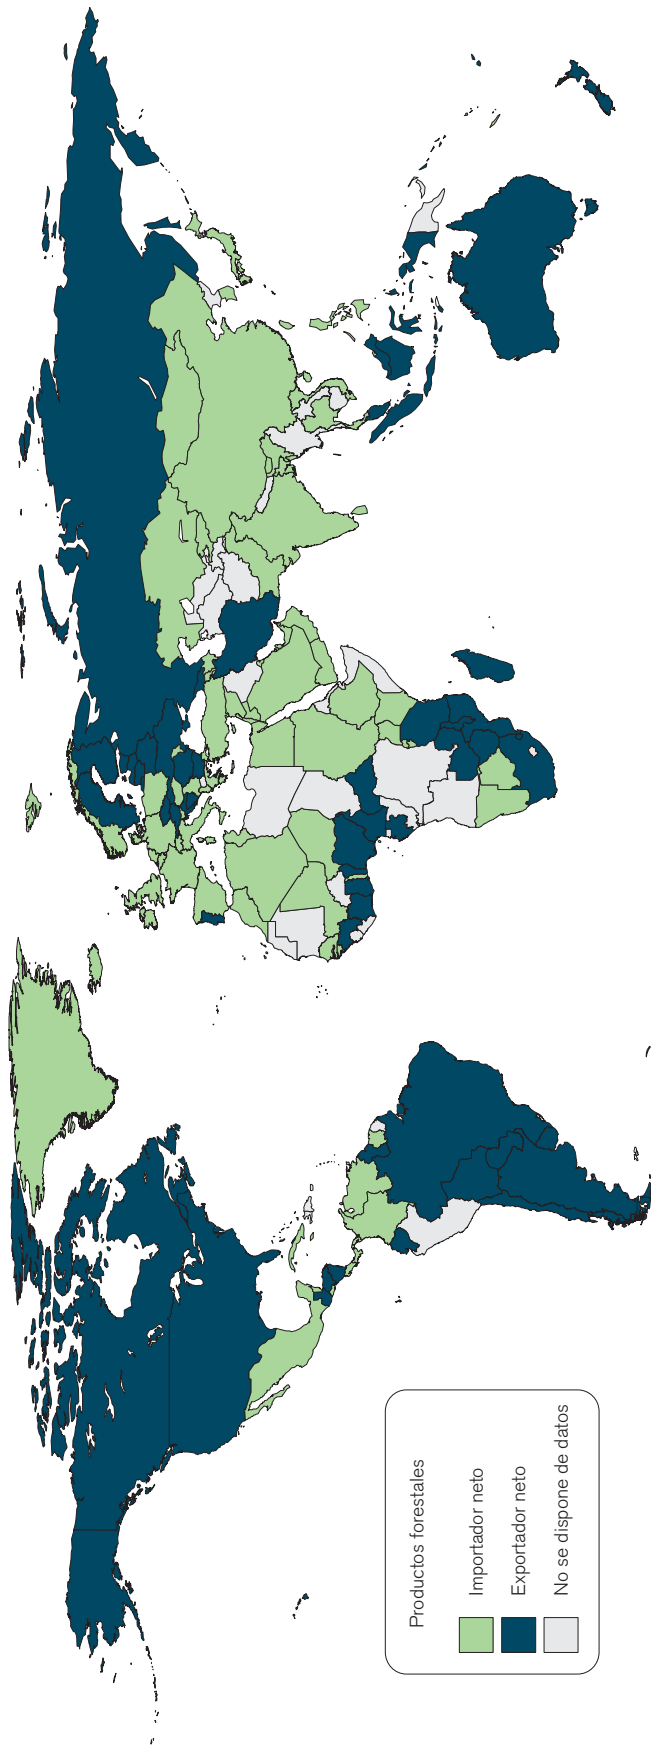 Productos forestales
Importador neto
Exportador neto
No se dispone de datos